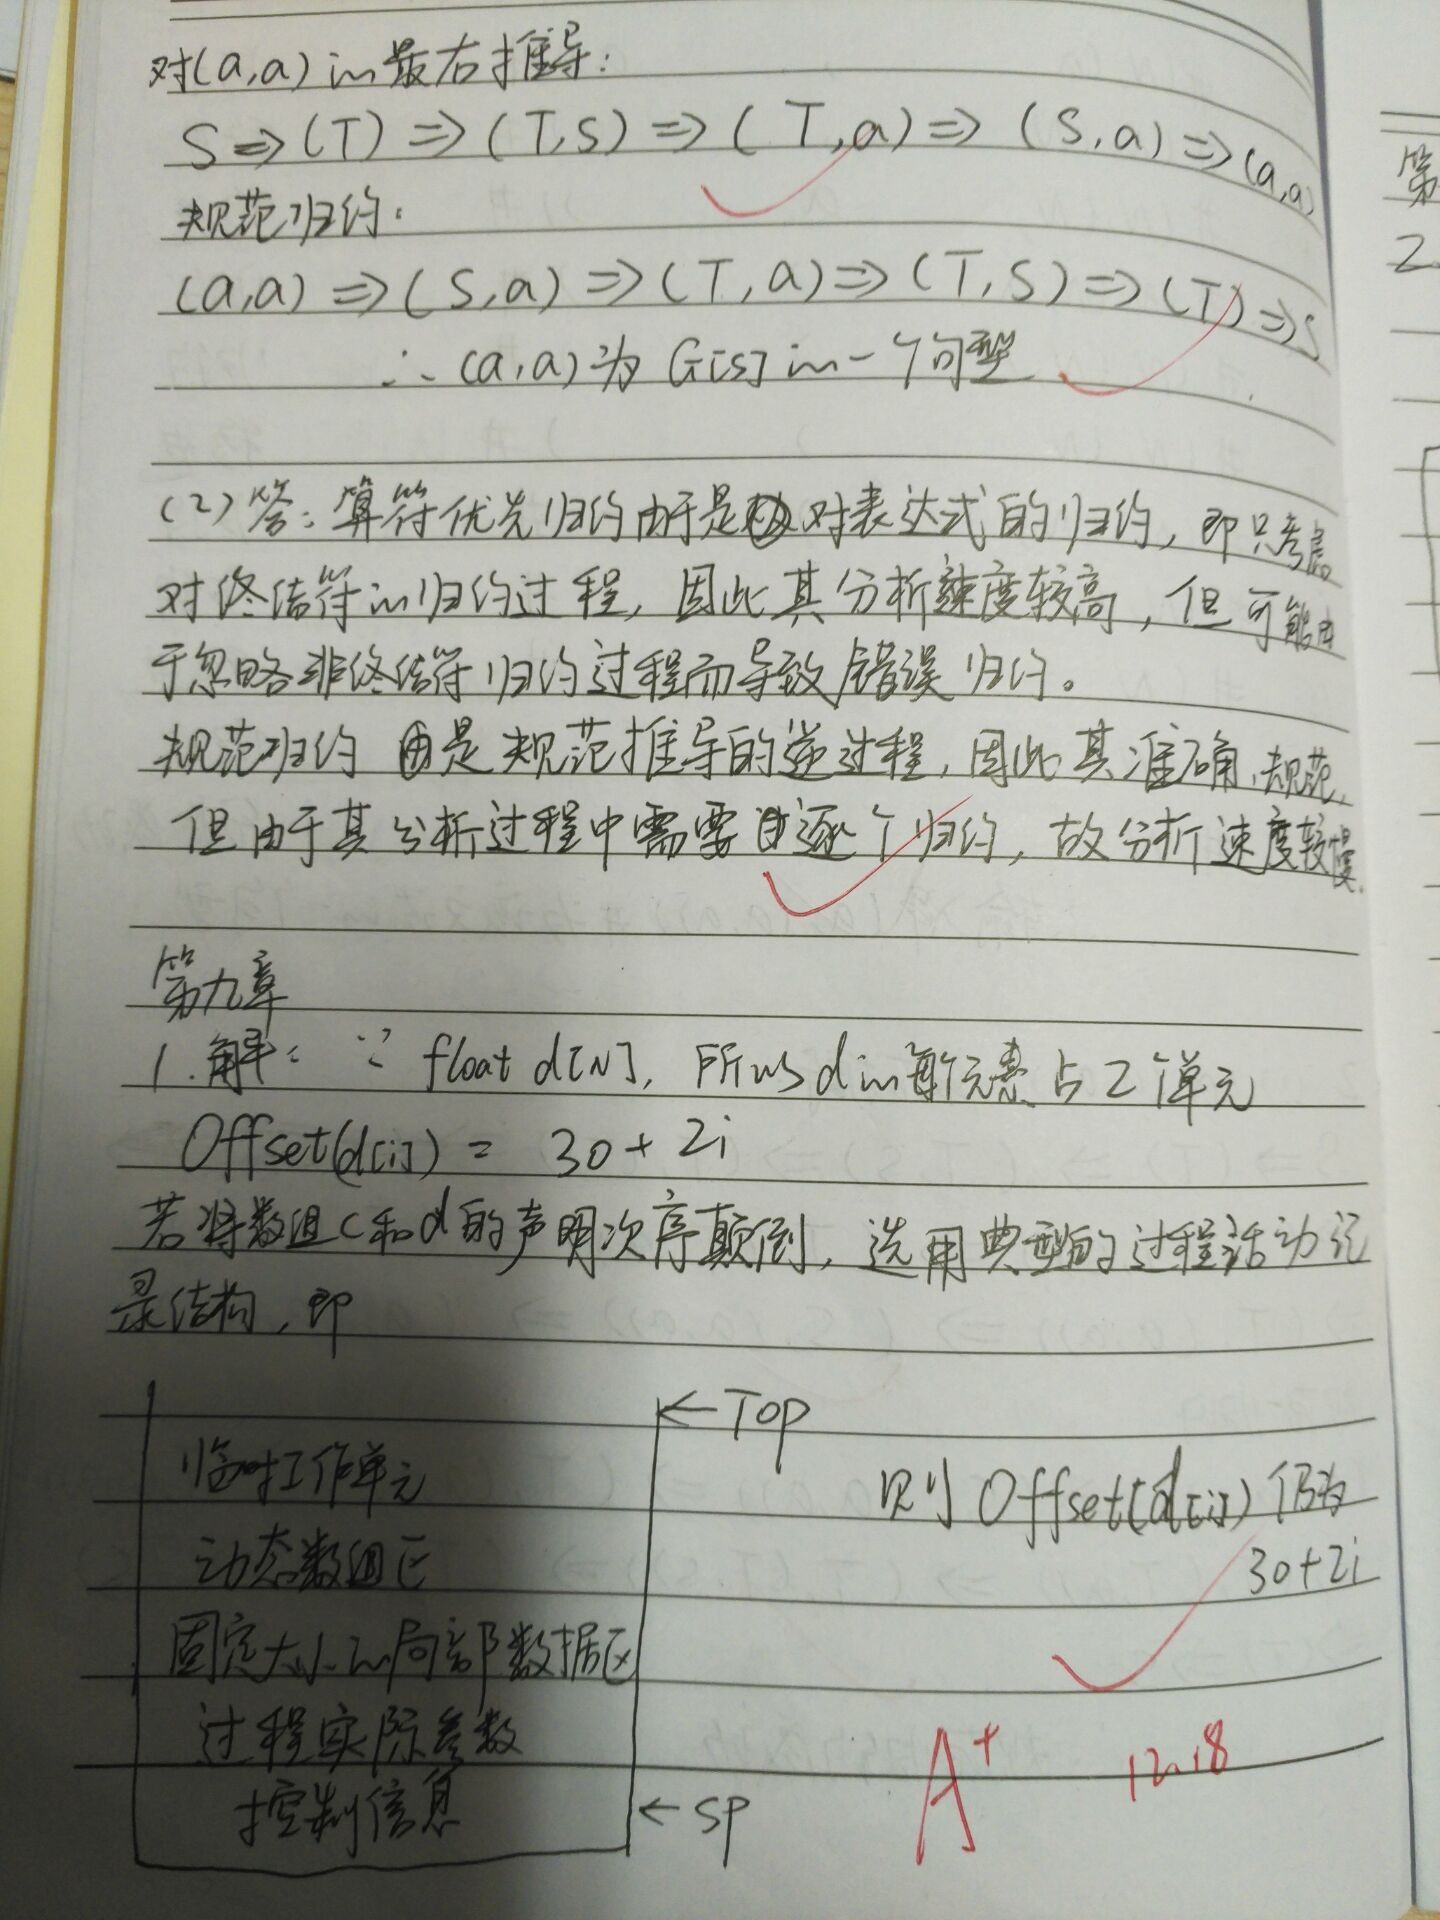 对(a,a)的最右推导:
S⇒(T)⇒(T,S)⇒(T,a)⇒(S,a)⇒(a,a)
规范归约:
(a,a)⇒(S,a)⇒(T,a)⇒(T,S)⇒(T)⇒S
∴(a,a)为G[S]的一个句型
(2)答:算符优先归约由于是对表达式的归约,即只考虑
对终结符的归约过程,因此其分析速度较高,但可能由
于忽略非终结符归约过程而导致错误归约。
规范归约由是规范推导的逆过程,因此其准确、规范,
但由于其分析过程中需要逐个归约,故分析速度较慢.
第九章
1.解:∵float d[N],所以d的每个元素占2个单元
Offset(d[i])=30+2i
若将数组c和d的声明次序颠倒,选用典型的过程活动记
录结构,即
←TOP
临时工作单元
动态数组区
固定大小的局部数据区
过程实际参数
控制信息
←SP
则Offset(d[i])仍为
30+2i
A+
12.18
第
2.